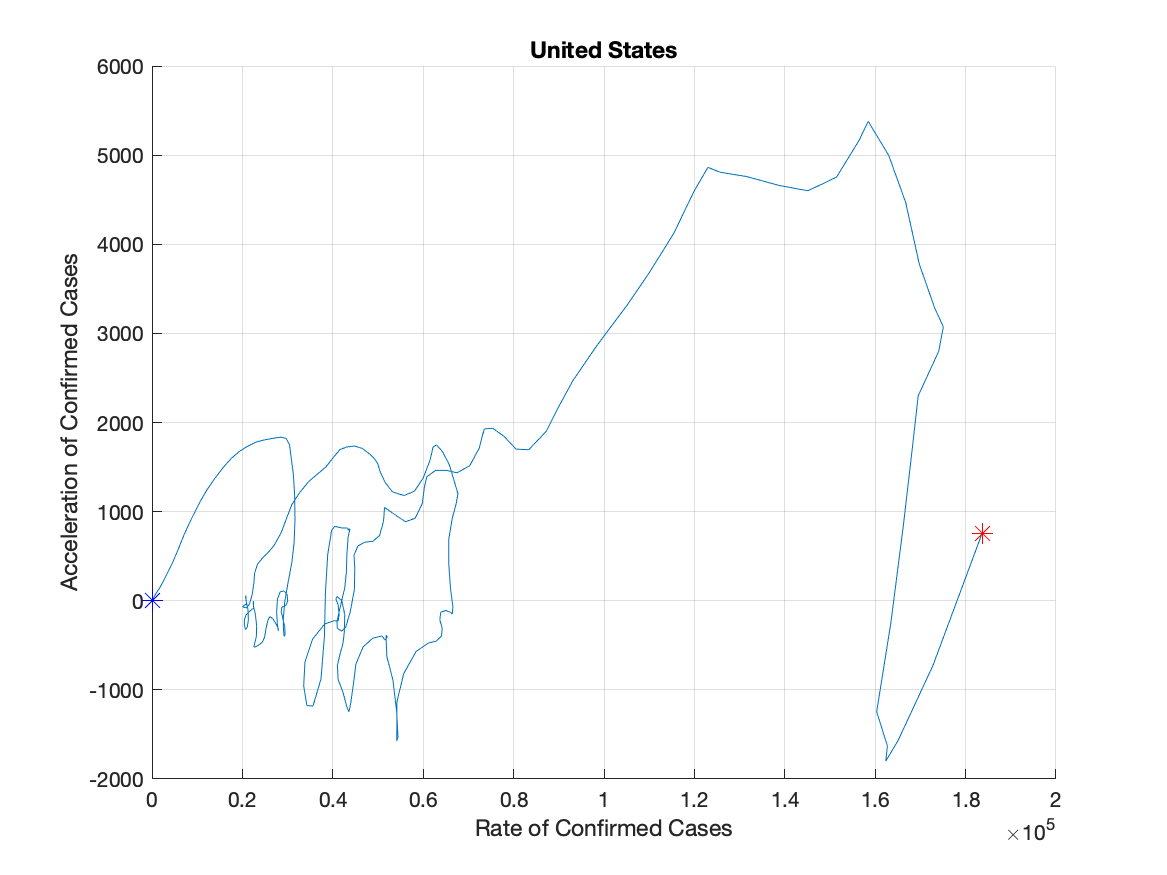 United States
6000
5000
4000
3000
2000
1000
0
-1000
-2000
Acceleration of Confirmed Cases
0 0.2 0.4 0.6 0.8 1 1.2 1.4 1.6 1.8 2
Rate of Confirmed Cases
×10⁵